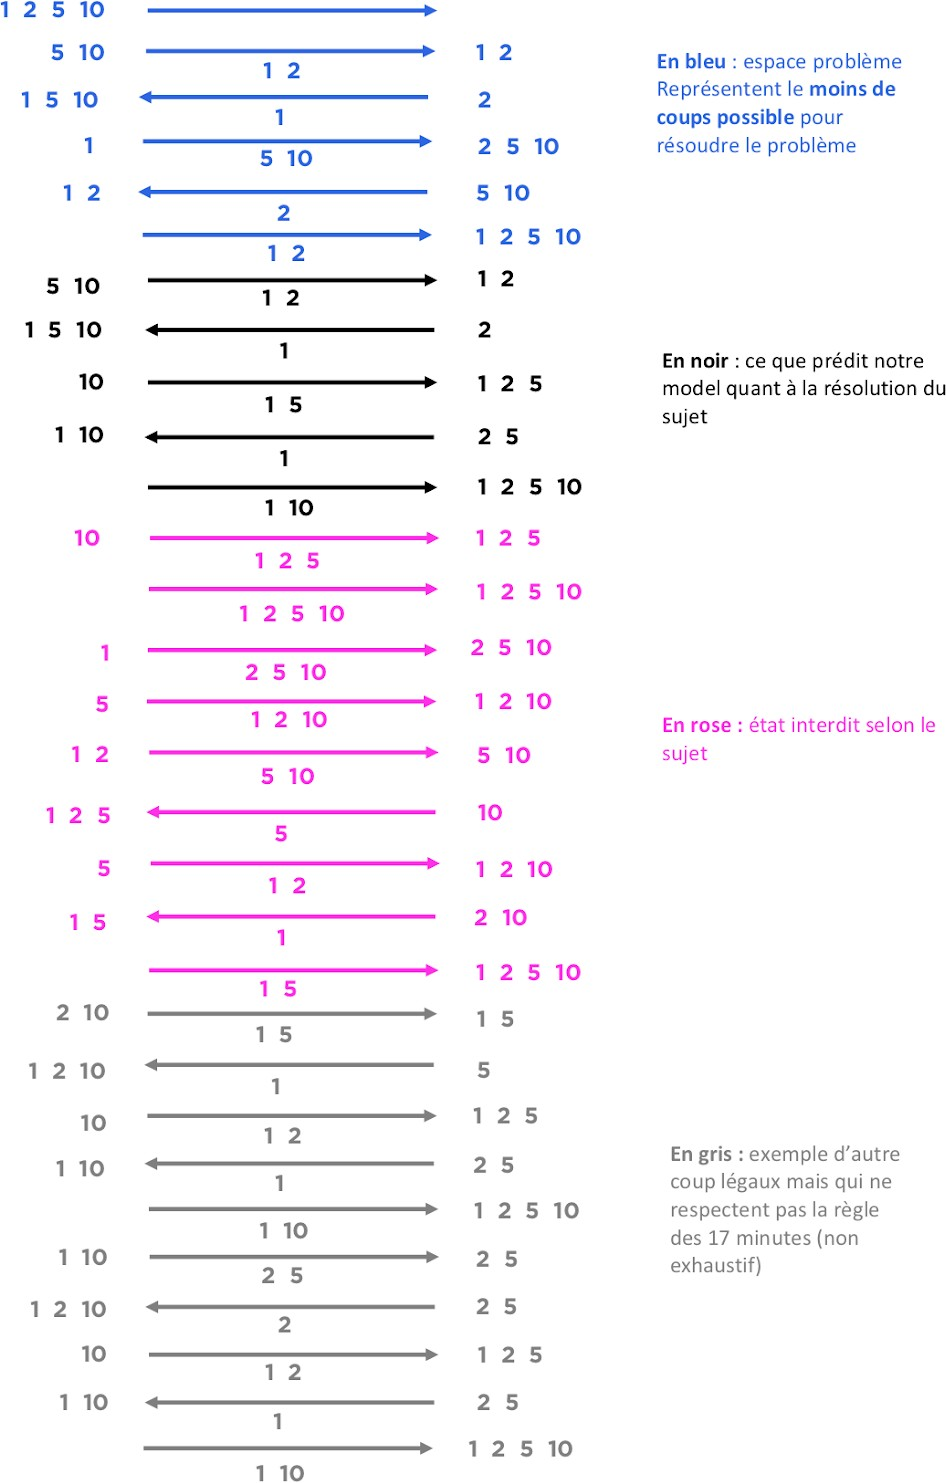 1 2 5 10
5 10 1 2
1 2
1 5 10 2
1
1 2 5 10
5 10
1 2 5 10
2
1 2 5 10
1 2
En bleu : espace problème
Représentent le moins de
coups possible pour
résoudre le problème
5 10 1 2
1 2
1 5 10 2
1
10 1 2 5
1 5
1 10 2 5
1
1 2 5 10
1 10
En noir : ce que prédit notre
model quant à la résolution du
sujet
10 1 2 5
1 2 5
1 2 5 10
1 2 5 10
1 2 5 10
2 5 10
5 1 2 10
1 2 10
1 2 5 10
5 10
1 2 5 10
5
5 1 2 10
1 2
1 5 2 10
1
1 2 5 10
1 5
En rose : état interdit selon le
sujet
2 10 1 5
1 5
1 2 10 5
1
10 1 2 5
1 2
1 10 2 5
1
1 2 5 10
1 10
1 10 2 5
2 5
1 2 10 2 5
2
10 1 2 5
1 2
1 10 2 5
1
1 2 5 10
1 10
En gris : exemple d’autre
coup légaux mais qui ne
respectent pas la règle
des 17 minutes (non
exhaustif)